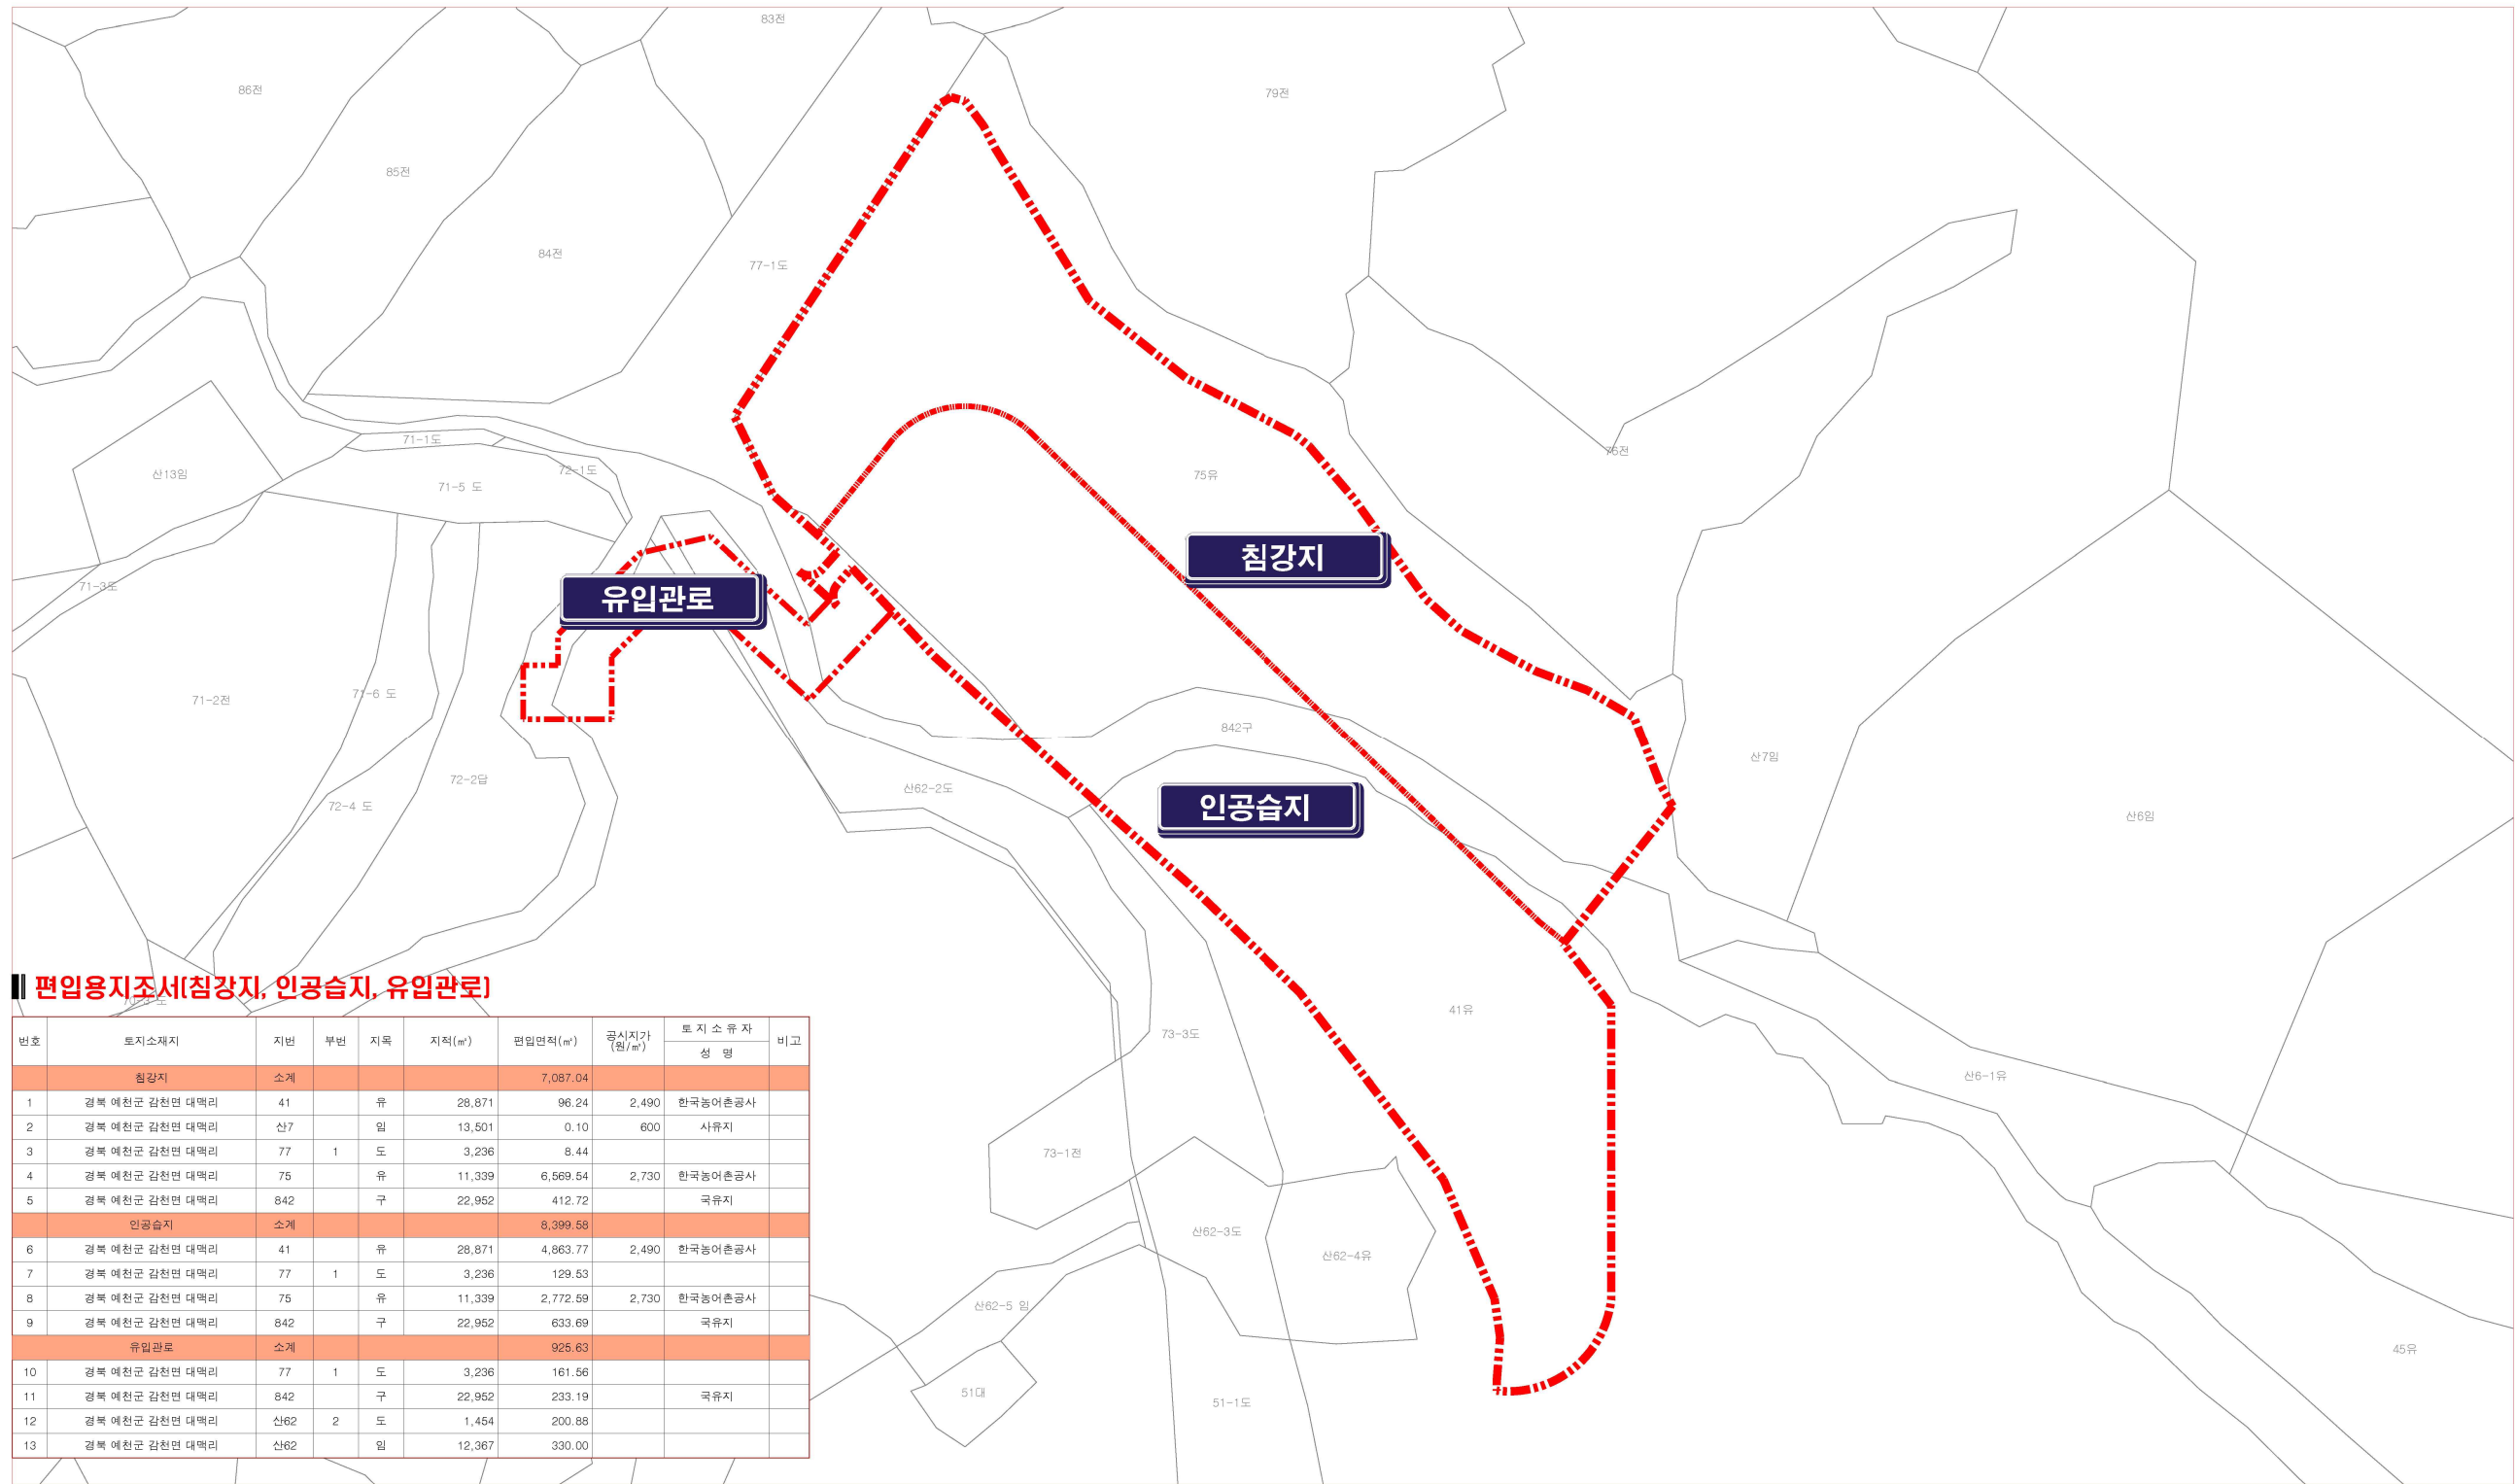 83전
79전
86전
85전
84전
77-1도
71-1도
72-1도
76전
산13임
71-5 도
75유
침강지
71-3도
유입관로
71-2전
71-6 도
842구
산7임
72-4 도
72-2답
산62-2도
인공습지
산6임
편입용지조서(침강지, 인공습지, 유입관로)
70-3 도
41유
73-3도
산6-1유
73-1전
산62-3도
산62-4유
산62-5 임
45유
51대
51-1도
번호 토지소재지 지번 부번 지목 지적(㎡) 편입면적(㎡) 공시지가 (원/㎡) 토지소유자 비고
성 명
침강지 소계 7,087.04
1 경북 예천군 감천면 대맥리 41 유 28,871 96.24 2,490 한국농어촌공사
2 경북 예천군 감천면 대맥리 산7 임 13,501 0.10 600 사유지
3 경북 예천군 감천면 대맥리 77 1 도 3,236 8.44
4 경북 예천군 감천면 대맥리 75 유 11,339 6,569.54 2,730 한국농어촌공사
5 경북 예천군 감천면 대맥리 842 구 22,952 412.72 국유지
인공습지 소계 8,399.58
6 경북 예천군 감천면 대맥리 41 유 28,871 4,863.77 2,490 한국농어촌공사
7 경북 예천군 감천면 대맥리 77 1 도 3,236 129.53
8 경북 예천군 감천면 대맥리 75 유 11,339 2,772.59 2,730 한국농어촌공사
9 경북 예천군 감천면 대맥리 842 구 22,952 633.69 국유지
유입관로 소계 925.63
10 경북 예천군 감천면 대맥리 77 1 도 3,236 161.56
11 경북 예천군 감천면 대맥리 842 구 22,952 233.19 국유지
12 경북 예천군 감천면 대맥리 산62 2 도 1,454 200.88
13 경북 예천군 감천면 대맥리 산62 임 12,367 330.00